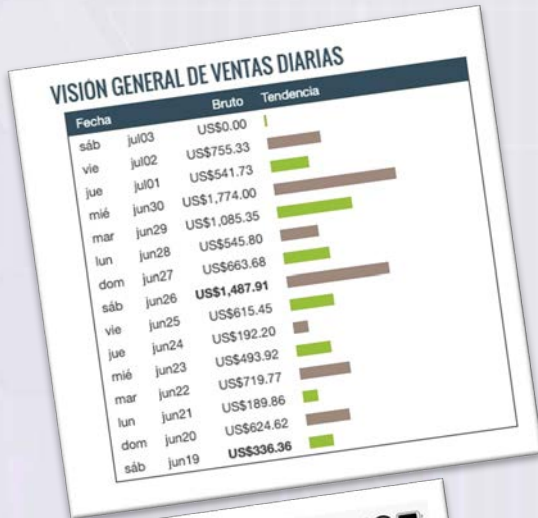 VISIÓN GENERAL DE VENTAS DIARIAS
Fecha Bruto Tendencia
sáb jul03 US$0.00
vie jul02 US$755.33
jue jul01 US$541.73
mié jun30 US$1,774.00
mar jun29 US$1,085.35
lun jun28 US$545.80
dom jun27 US$663.68
sáb jun26 US$1,487.91
vie jun25 US$615.45
jue jun24 US$192.20
mié jun23 US$493.92
mar jun22 US$719.77
lun jun21 US$189.86
dom jun20 US$624.62
sáb jun19 US$336.36